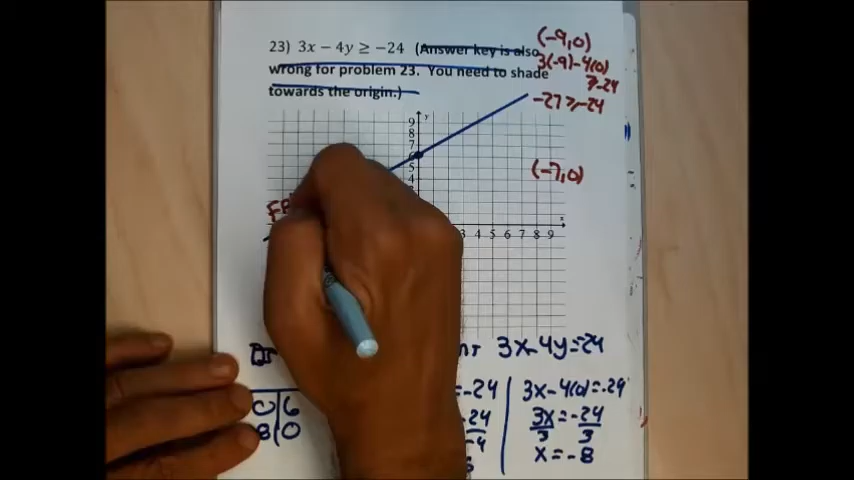 23) 3x − 4y ≥ −24 (Answer key is also
wrong for problem 23. You need to shade
towards the origin.)
(-9,0)
3(-9)-4(0)
≥-24
-27≥-24
(-7,0)
y
9
8
7
6
5
4
x
3 4 5 6 7 8 9
3x-4y=-24
0 6
8 0
=-24
-24
-4
6
3x-4(0)=-24
3x=-24
3 3
x=-8